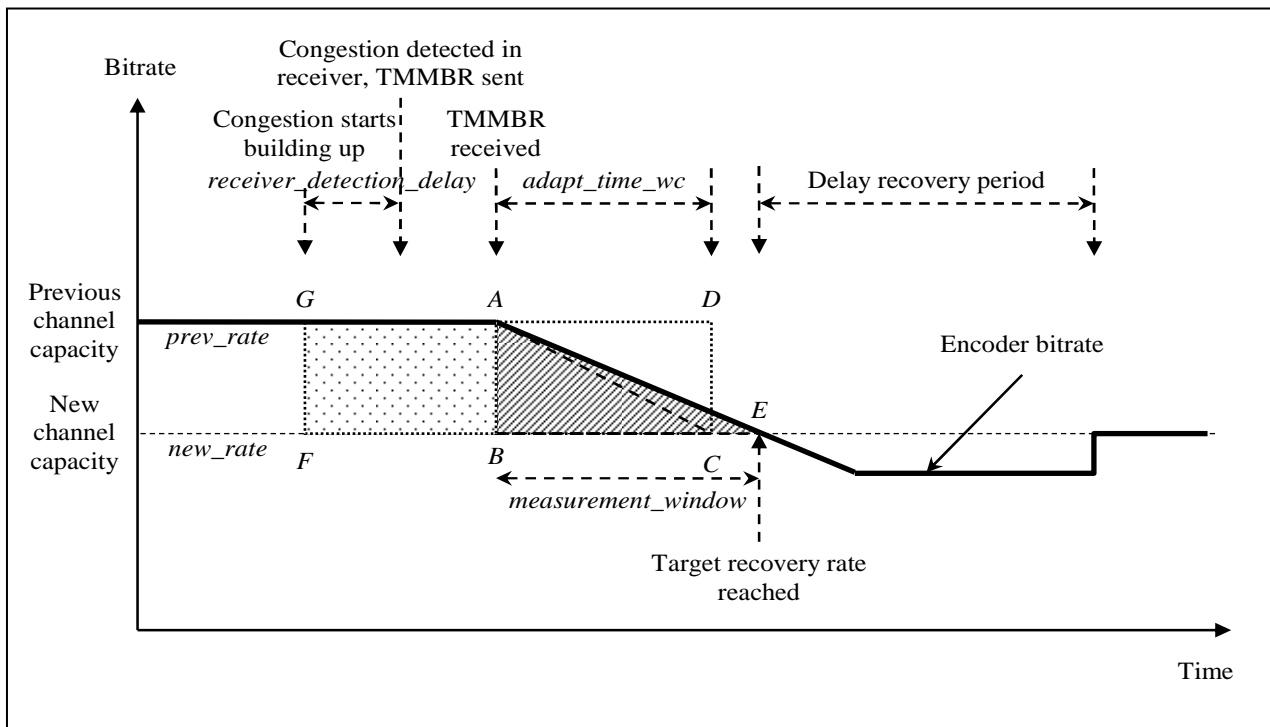 Congestion detected in
receiver, TMMBR sent
Bitrate
Congestion starts
building up
receiver_detection_delay
TMMBR
received
adapt_time_wc
Delay recovery period
Previous
channel
capacity
prev_rate
G
A
D
Encoder bitrate
New
channel
capacity
new_rate
E
F
B
C
measurement_window
Target recovery rate
reached
Time